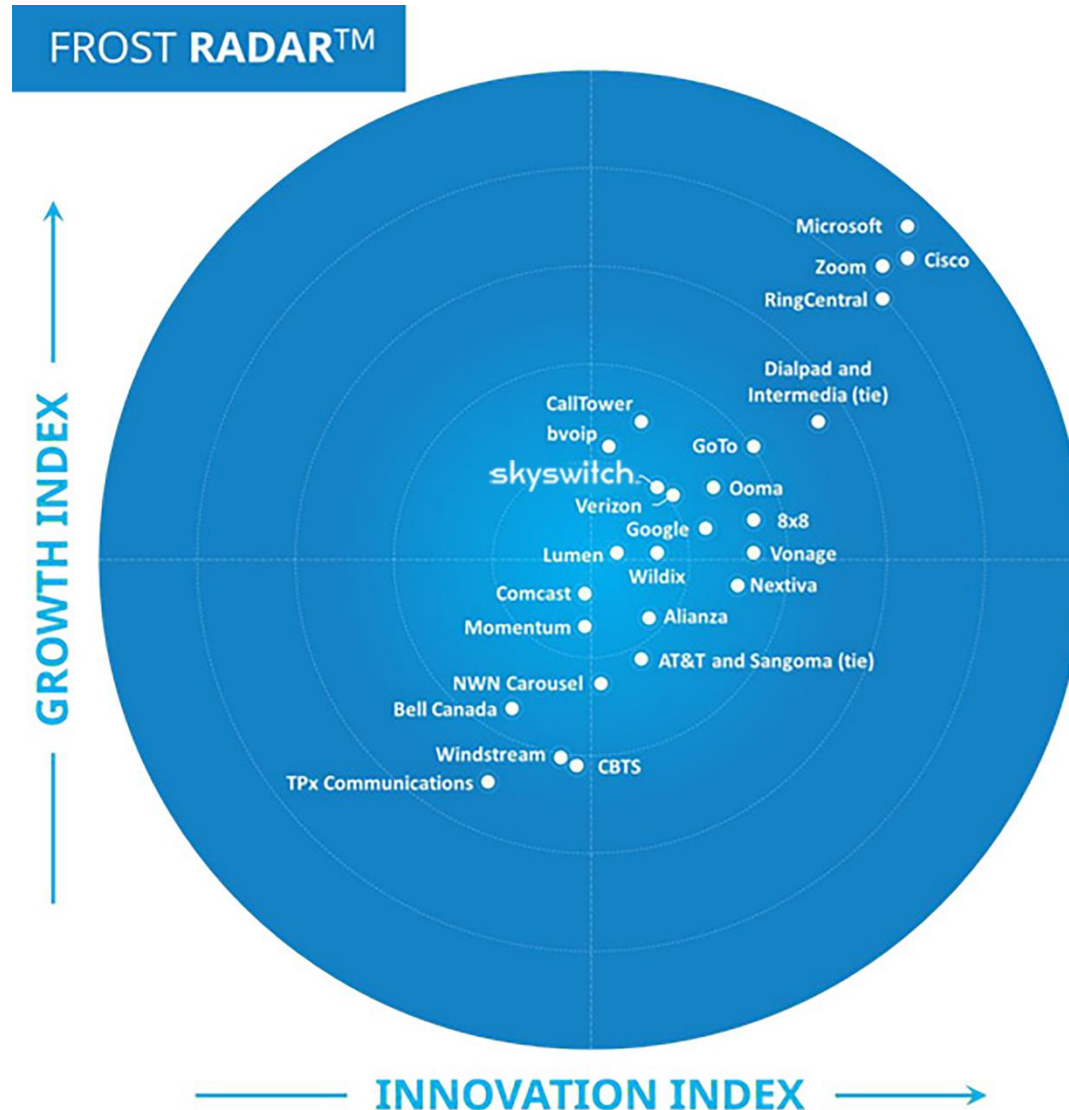 FROST RADAR™
Microsoft
Cisco
Zoom
RingCentral
Dialpad and
Intermedia (tie)
CallTower
bvoip
GoTo
skyswitch
Ooma
Verizon
8x8
Google
Lumen
Vonage
Wildix
Nextiva
Comcast
Alianza
Momentum
AT&T and Sangoma (tie)
NWN Carousel
Bell Canada
Windstream
CBTS
TPx Communications
GROWTH INDEX
INNOVATION INDEX